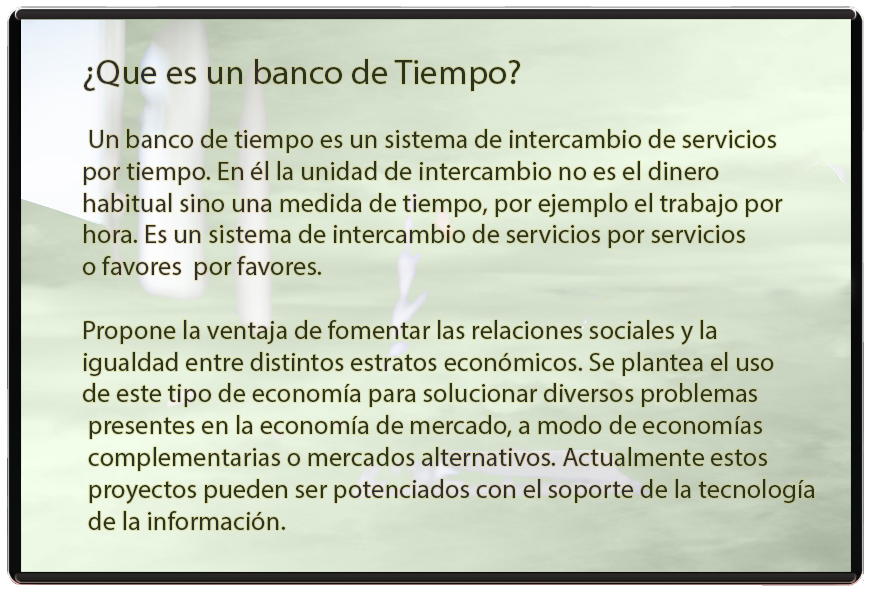 ¿Que es un banco de Tiempo?
Un banco de tiempo es un sistema de intercambio de servicios
por tiempo. En él la unidad de intercambio no es el dinero
habitual sino una medida de tiempo, por ejemplo el trabajo por
hora. Es un sistema de intercambio de servicios por servicios
o favores por favores.
Propone la ventaja de fomentar las relaciones sociales y la
igualdad entre distintos estratos económicos. Se plantea el uso
de este tipo de economía para solucionar diversos problemas
presentes en la economía de mercado, a modo de economías
complementarias o mercados alternativos. Actualmente estos
proyectos pueden ser potenciados con el soporte de la tecnología
de la información.